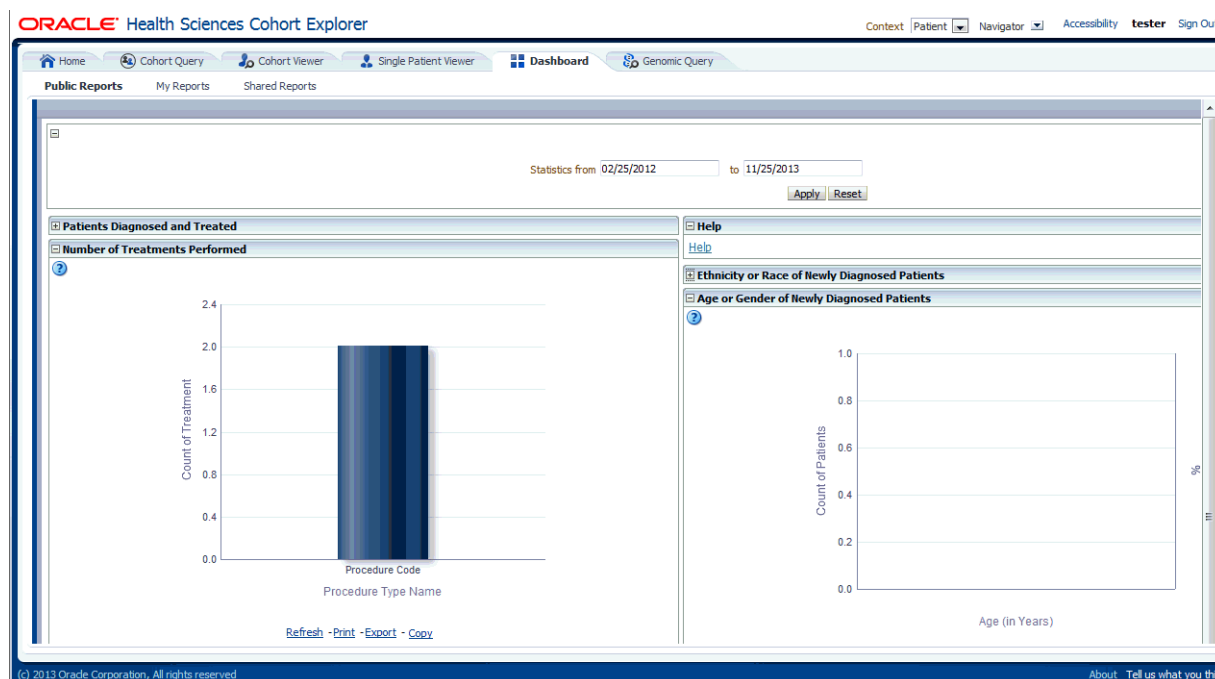 ORACLE Health Sciences Cohort Explorer
Context Patient Navigator Accessibility tester Sign Ou
Home Cohort Query Cohort Viewer Single Patient Viewer Dashboard Genomic Query
Public Reports My Reports Shared Reports
Statistics from 02/25/2012 to 11/25/2013
Apply Reset
Patients Diagnosed and Treated
Number of Treatments Performed
?
2.4
2.0
1.6
1.2
0.8
0.4
0.0
Count of Treatment
Procedure Code
Procedure Type Name
Refresh - Print - Export - Copy
Help
Help
Ethnicity or Race of Newly Diagnosed Patients
Age or Gender of Newly Diagnosed Patients
?
1.0
0.8
0.6
0.4
0.2
0.0
Count of Patients
%
Age (in Years)
(c) 2013 Oracle Corporation, All rights reserved
About Tell us what you thi